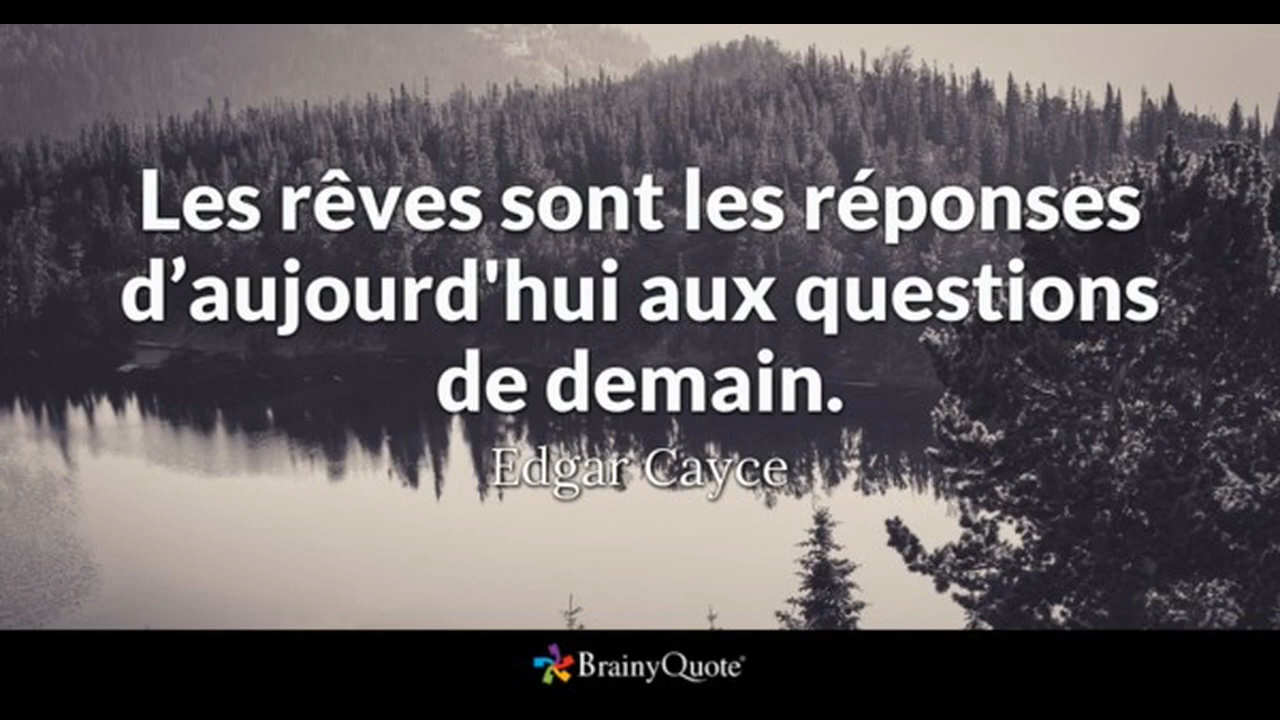 Les rêves sont les réponses
d’aujourd'hui aux questions
de demain.
Edgar Cayce
BrainyQuote®